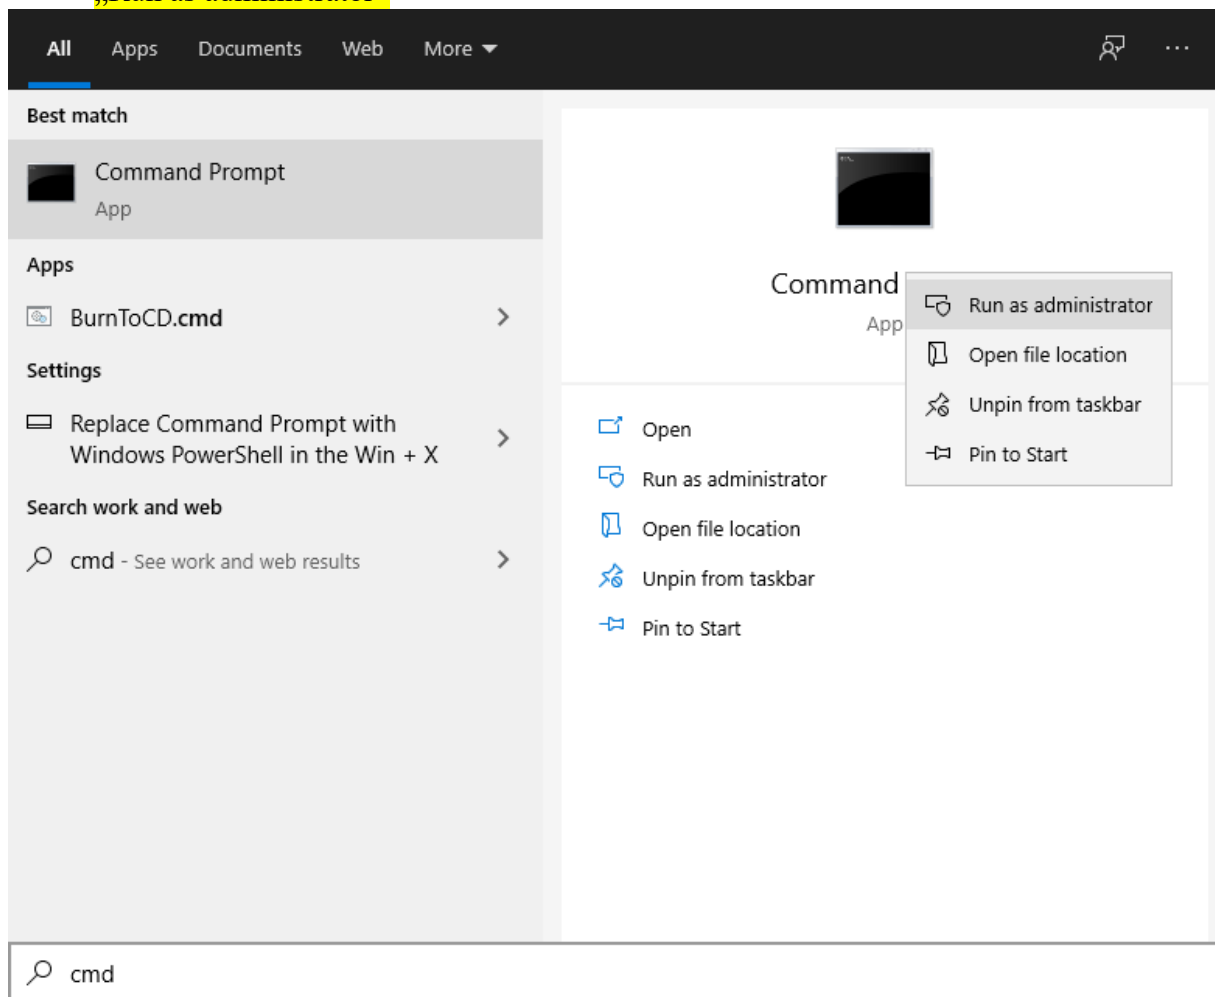 „Run as administrator"
All Apps Documents Web More
Best match
Command Prompt
App
Apps
BurnToCD.cmd
Settings
Replace Command Prompt with
Windows PowerShell in the Win + X
Search work and web
cmd - See work and web results
Command
App
Run as administrator
Open file location
Unpin from taskbar
Pin to Start
Open
Run as administrator
Open file location
Unpin from taskbar
Pin to Start
cmd